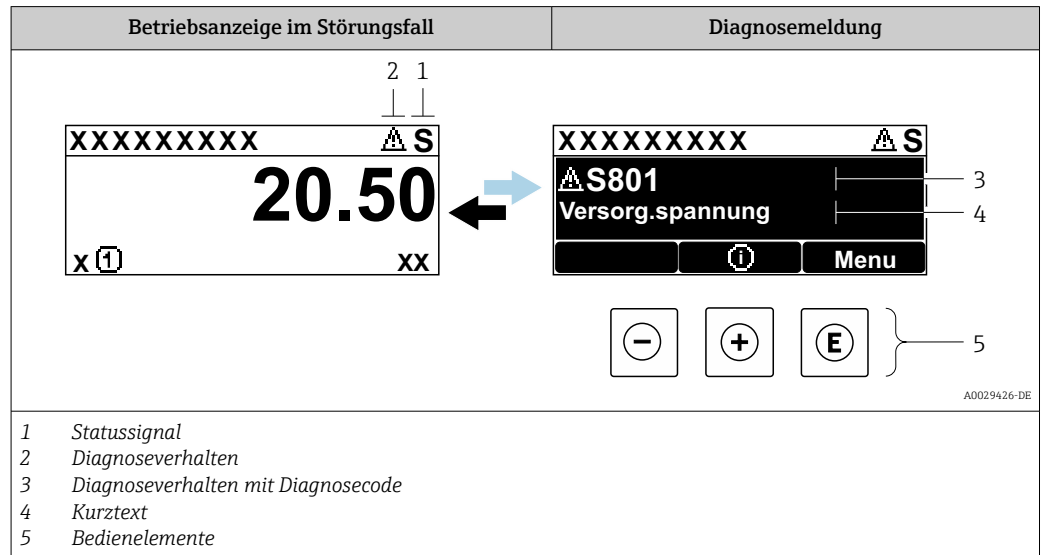 Betriebsanzeige im Störungsfall
Diagnosemeldung
2 1
XXXXXXXXX ⚠ S
20.50
x ① XX
XXXXXXXXX ⚠ S
⚠S801
Versorg.spannung
ⓘ Menu
3
4
− + E
5
A0029426-DE
1 Statussignal
2 Diagnoseverhalten
3 Diagnoseverhalten mit Diagnosecode
4 Kurztext
5 Bedienelemente